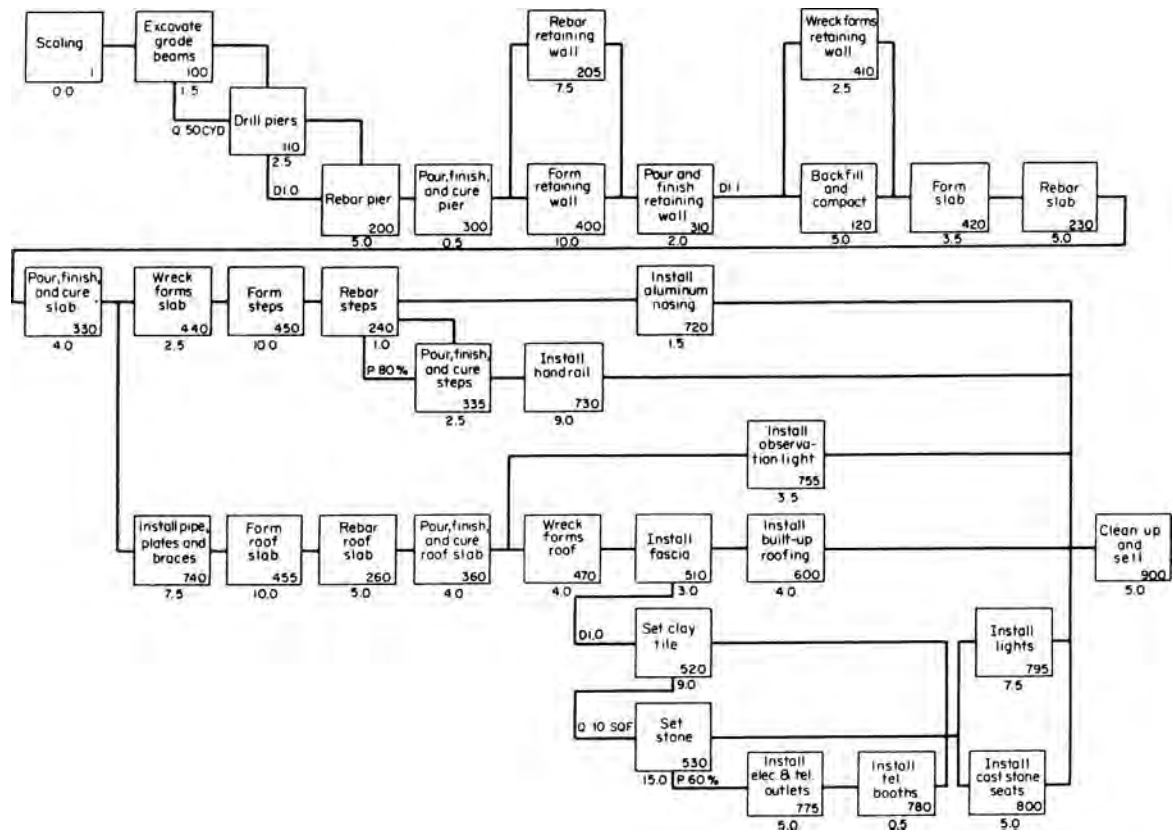 Scaling
1
0.0
Excavate
grade
beams
100
1.5
Q 50CYD
Drill piers
110
2.5
D1.0
Rebar pier
200
5.0
Pour, finish,
and cure
pier
300
0.5
Rebar
retaining
wall
205
7.5
Form
retaining
wall
400
10.0
Pour and
finish
retaining
wall
310
2.0
D1.1
Wreck forms
retaining
wall
410
2.5
Backfill
and
compact
120
5.0
Form
slab
420
3.5
Rebar
slab
230
5.0
Pour, finish,
and cure
slab
330
4.0
Wreck
forms
slab
440
2.5
Form
steps
450
10.0
Rebar
steps
240
1.0
P 80%
Pour, finish,
and cure
steps
335
2.5
Install
handrail
730
9.0
Install
aluminum
nosing
720
1.5
Install
observa-
tion light
755
3.5
Install pipe,
plates and
braces
740
7.5
Form
roof
slab
455
10.0
Rebar
roof
slab
260
5.0
Pour, finish,
and cure
roof slab
360
4.0
Wreck
forms
roof
470
4.0
Install
fascia
510
3.0
Install
built-up
roofing
600
4.0
Clean up
and
sell
900
5.0
D1.0
Set clay
tile
520
9.0
Q 10 SQF
Set
stone
530
15.0
P 60%
Install
elec. & tel.
outlets
775
5.0
Install
tel.
booths
780
0.5
Install
lights
795
7.5
Install
cast stone
seats
800
5.0